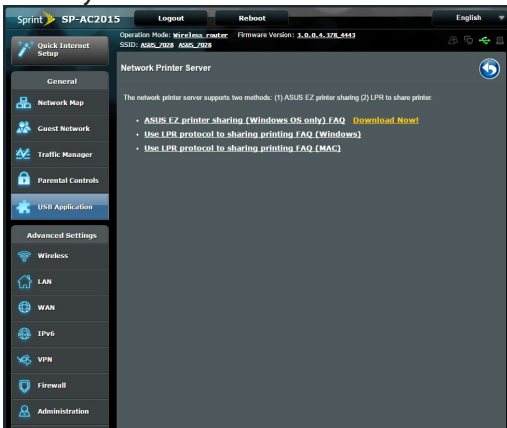 Sprint SP-AC2015 Logout Reboot English
Quick Internet Setup
Operation Mode: Wireless router Firmware Version: 3.0.0.4.378_4443
SSID: ASUS_7028 ASUS_7028
General
Network Map
Guest Network
Traffic Manager
Parental Controls
USB Application
Advanced Settings
Wireless
LAN
WAN
IPv6
VPN
Firewall
Administration
Network Printer Server
The network printer server supports two methods: (1) ASUS EZ printer sharing (2) LPR to share printer.
• ASUS EZ printer sharing (Windows OS only) FAQ Download Now!
• Use LPR protocol to sharing printing FAQ (Windows)
• Use LPR protocol to sharing printing FAQ (MAC)